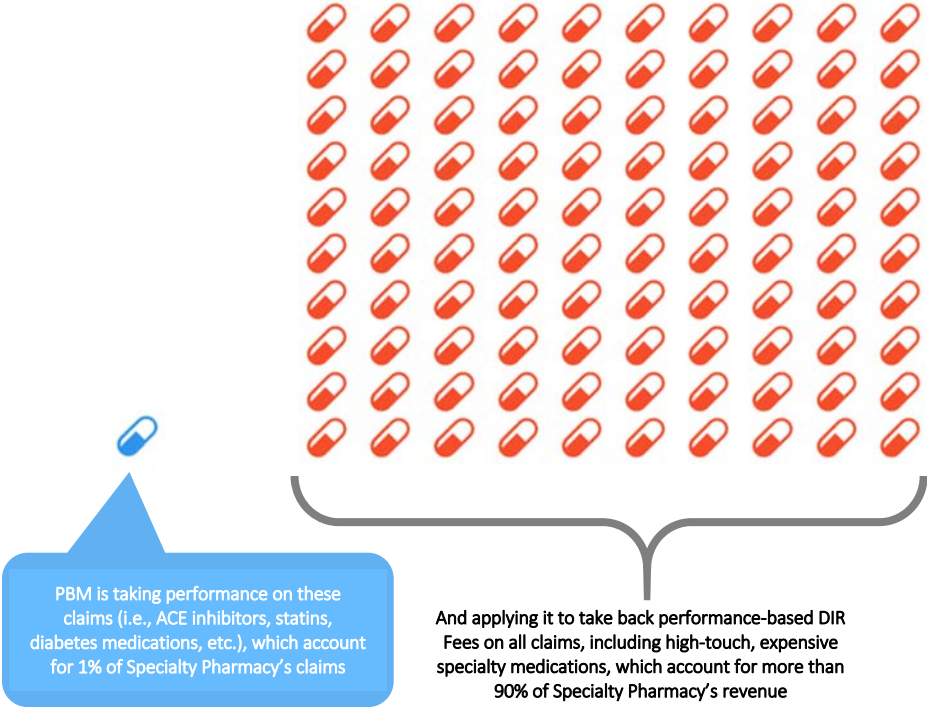 PBM is taking performance on these
claims (i.e., ACE inhibitors, statins,
diabetes medications, etc.), which account
for 1% of Specialty Pharmacy’s claims
And applying it to take back performance-based DIR
Fees on all claims, including high-touch, expensive
specialty medications, which account for more than
90% of Specialty Pharmacy’s revenue